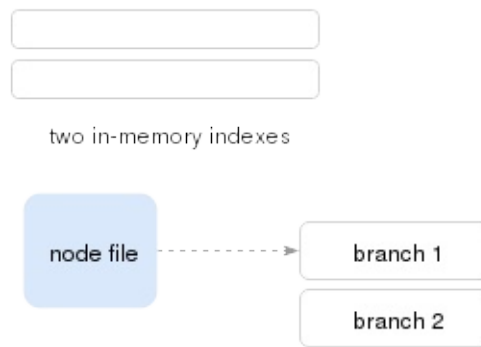 two in-memory indexes
node file
branch 1
branch 2